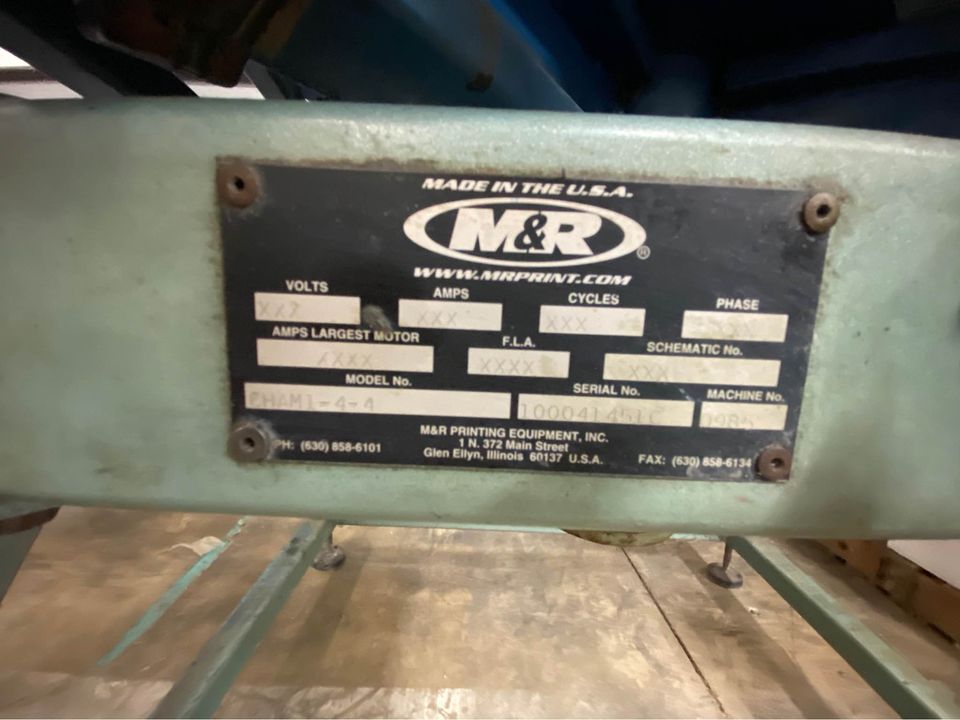 MADE IN THE U.S.A.
M&R®
WWW.MRPRINT.COM
VOLTS AMPS CYCLES PHASE
XXX XXX
AMPS LARGEST MOTOR F.L.A. SCHEMATIC No.
XXXX XXXX XXX
MODEL No. SERIAL No. MACHINE No.
CHAM1-4-4
M&R PRINTING EQUIPMENT, INC.
PH: (630) 858-6101 1 N. 372 Main Street
Glen Ellyn, Illinois 60137 U.S.A. FAX: (630) 858-6134